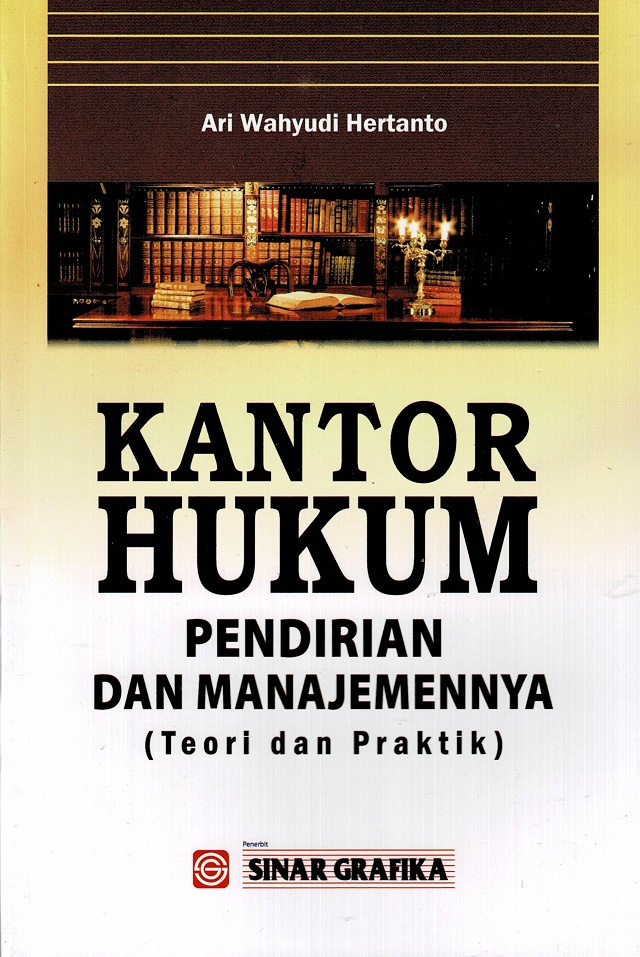 Ari Wahyudi Hertanto
KANTOR
HUKUM
PENDIRIAN
DAN MANAJEMENNYA
(Teori dan Praktik)
Penerbit
SINAR GRAFIKA